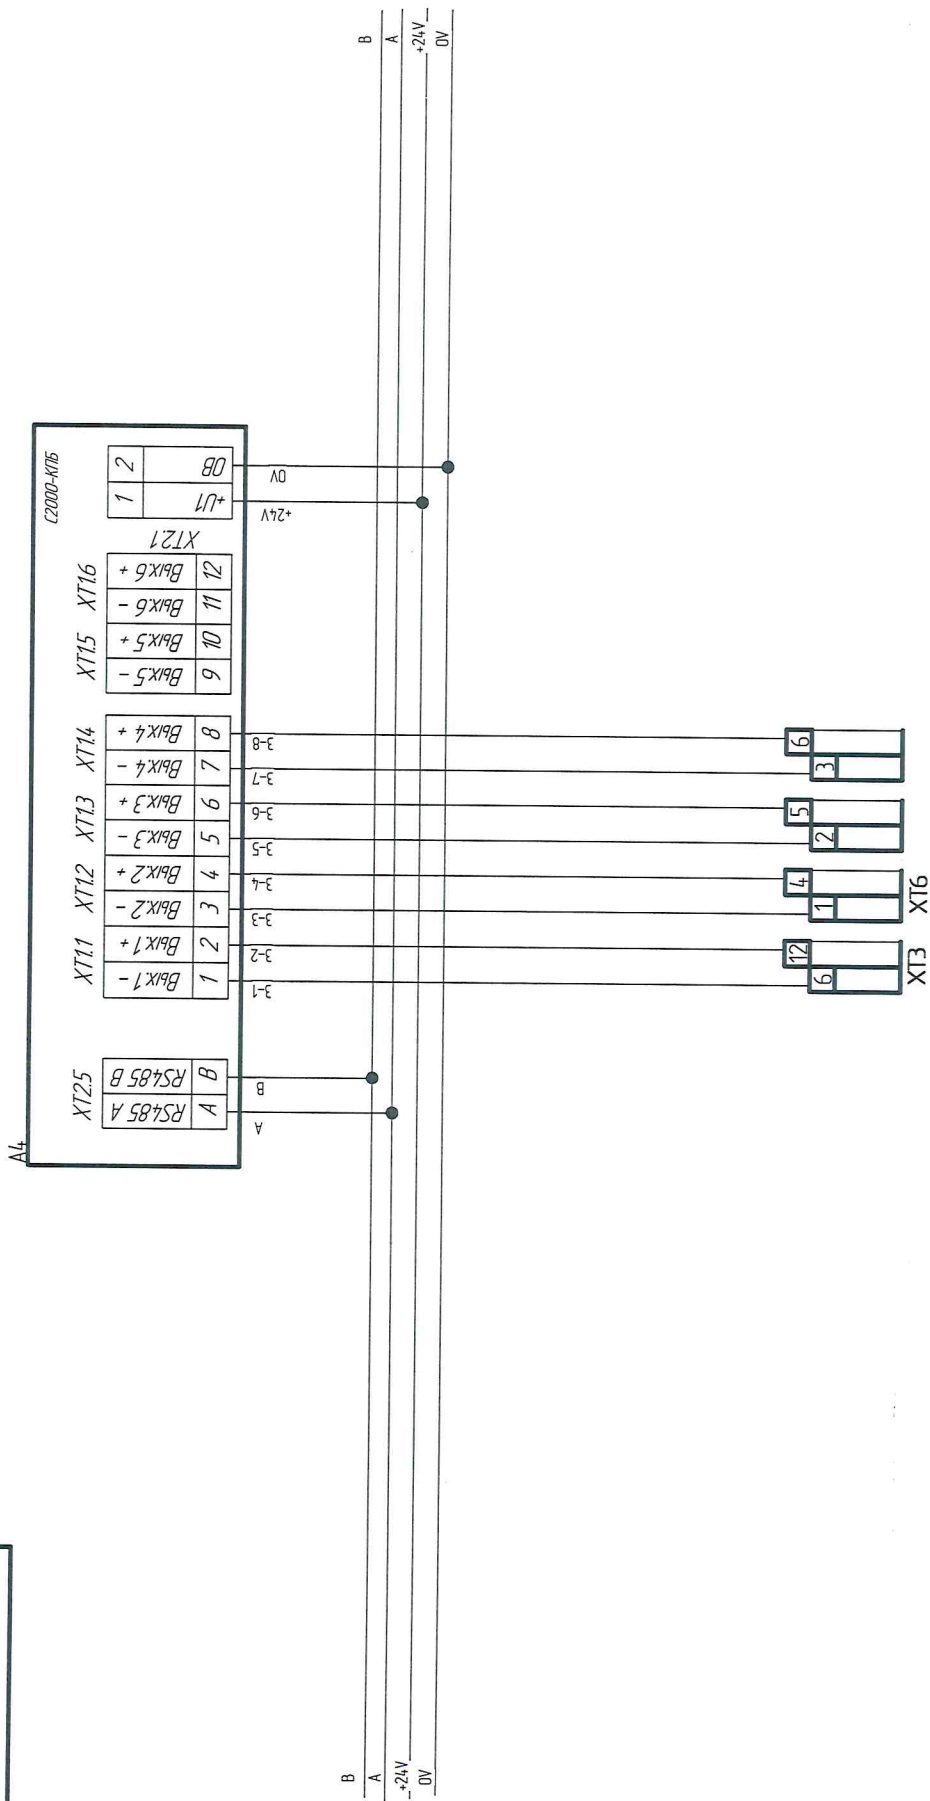 B
A
+24V
0V
A4
С2000-КПБ
XT2.5
RS485 A
A
RS485 B
B
XT1.1
Вых.1 -
1
Вых.1 +
2
XT1.2
Вых.2 -
3
Вых.2 +
4
XT1.3
Вых.3 -
5
Вых.3 +
6
XT1.4
Вых.4 -
7
Вых.4 +
8
XT1.5
Вых.5 -
9
Вых.5 +
10
XT1.6
Вых.6 -
11
Вых.6 +
12
XT2.1
1
+U1
2
0В
A
B
3-1
3-2
3-3
3-4
3-5
3-6
3-7
3-8
+24V
0V
B
A
+24V
0V
6
12
XT3
1
4
XT6
2
5
3
6